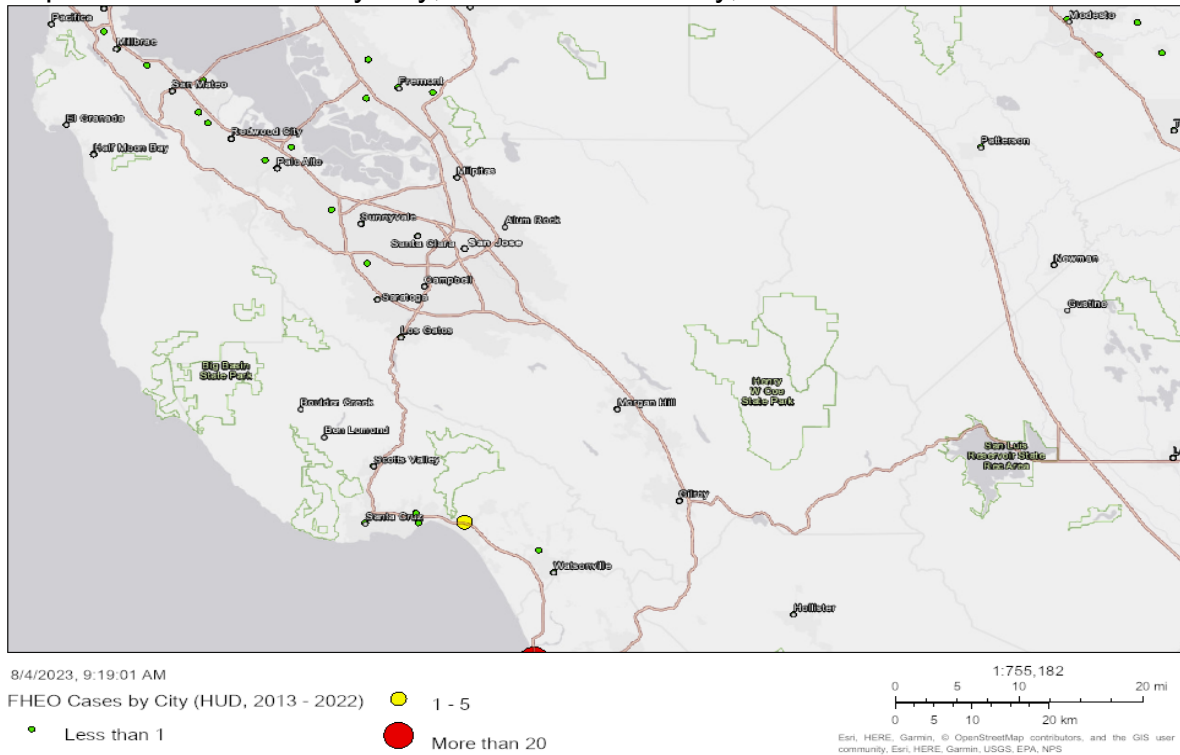 Pacifica
Millbrae
San Mateo
Fremont
Modesto
El Granada
Half Moon Bay
Redwood City
Palo Alto
Milpitas
Patterson
Sunnyvale
Alum Rock
Santa Clara
San Jose
Campbell
Saratoga
Newman
Gustine
Los Gatos
Big Basin
State Park
Henry
W Coe
State Park
Boulder Creek
Ben Lomond
Morgan Hill
Scotts Valley
San Luis
Reservoir State
Rec Area
Gilroy
Santa Cruz
Watsonville
Hollister
8/4/2023, 9:19:01 AM
FHEO Cases by City (HUD, 2013 - 2022)
Less than 1
1 - 5
More than 20
1:755,182
0 5 10 20 mi
0 5 10 20 km
Esri, HERE, Garmin, © OpenStreetMap contributors, and the GIS user
community, Esri, HERE, Garmin, USGS, EPA, NPS